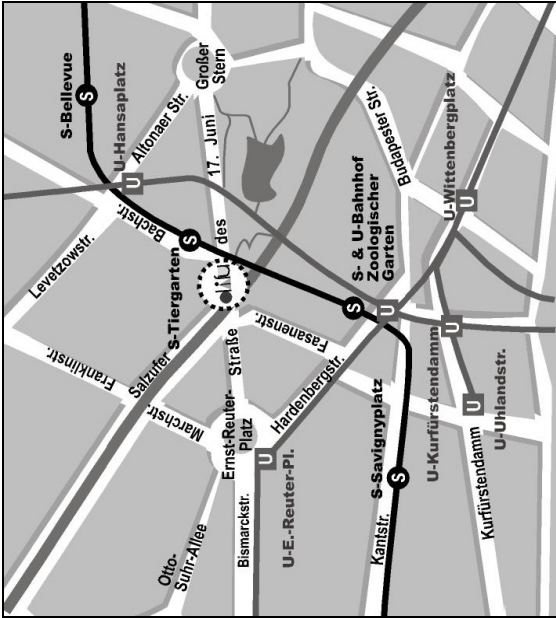 S-Bellevue
S
U-Hansaplatz
U
Altonaer Str.
Großer
Stern
Levetzowstr.
Bachstr.
S
S-Tiergarten
Straße
des
17. Juni
difu
Budapester Str.
U-Wittenbergplatz
U
Franklinstr.
Salzufer
Marchstr.
Fasanenstr.
S- & U-Bahnhof
Zoologischer
Garten
S
U
Ernst-Reuter-
Platz
Hardenbergstr.
U
U-E.-Reuter-Pl.
Otto-
Suhr-Allee
Bismarckstr.
S-Savignyplatz
S
Kantstr.
U-Kurfürstendamm
U
U
U-Uhlandstr.
Kurfürstendamm